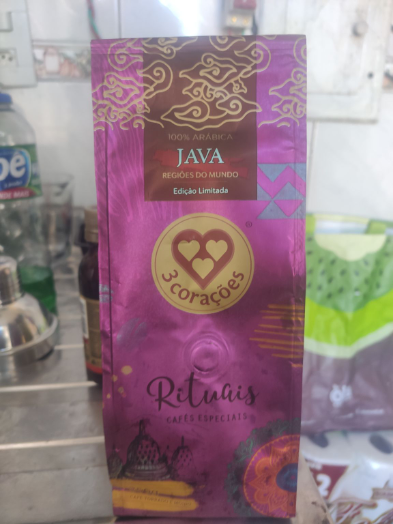 100% ARÁBICA
JAVA
REGIÕES DO MUNDO
Edição Limitada
3 corações
Rituais
CAFÉS ESPECIAIS